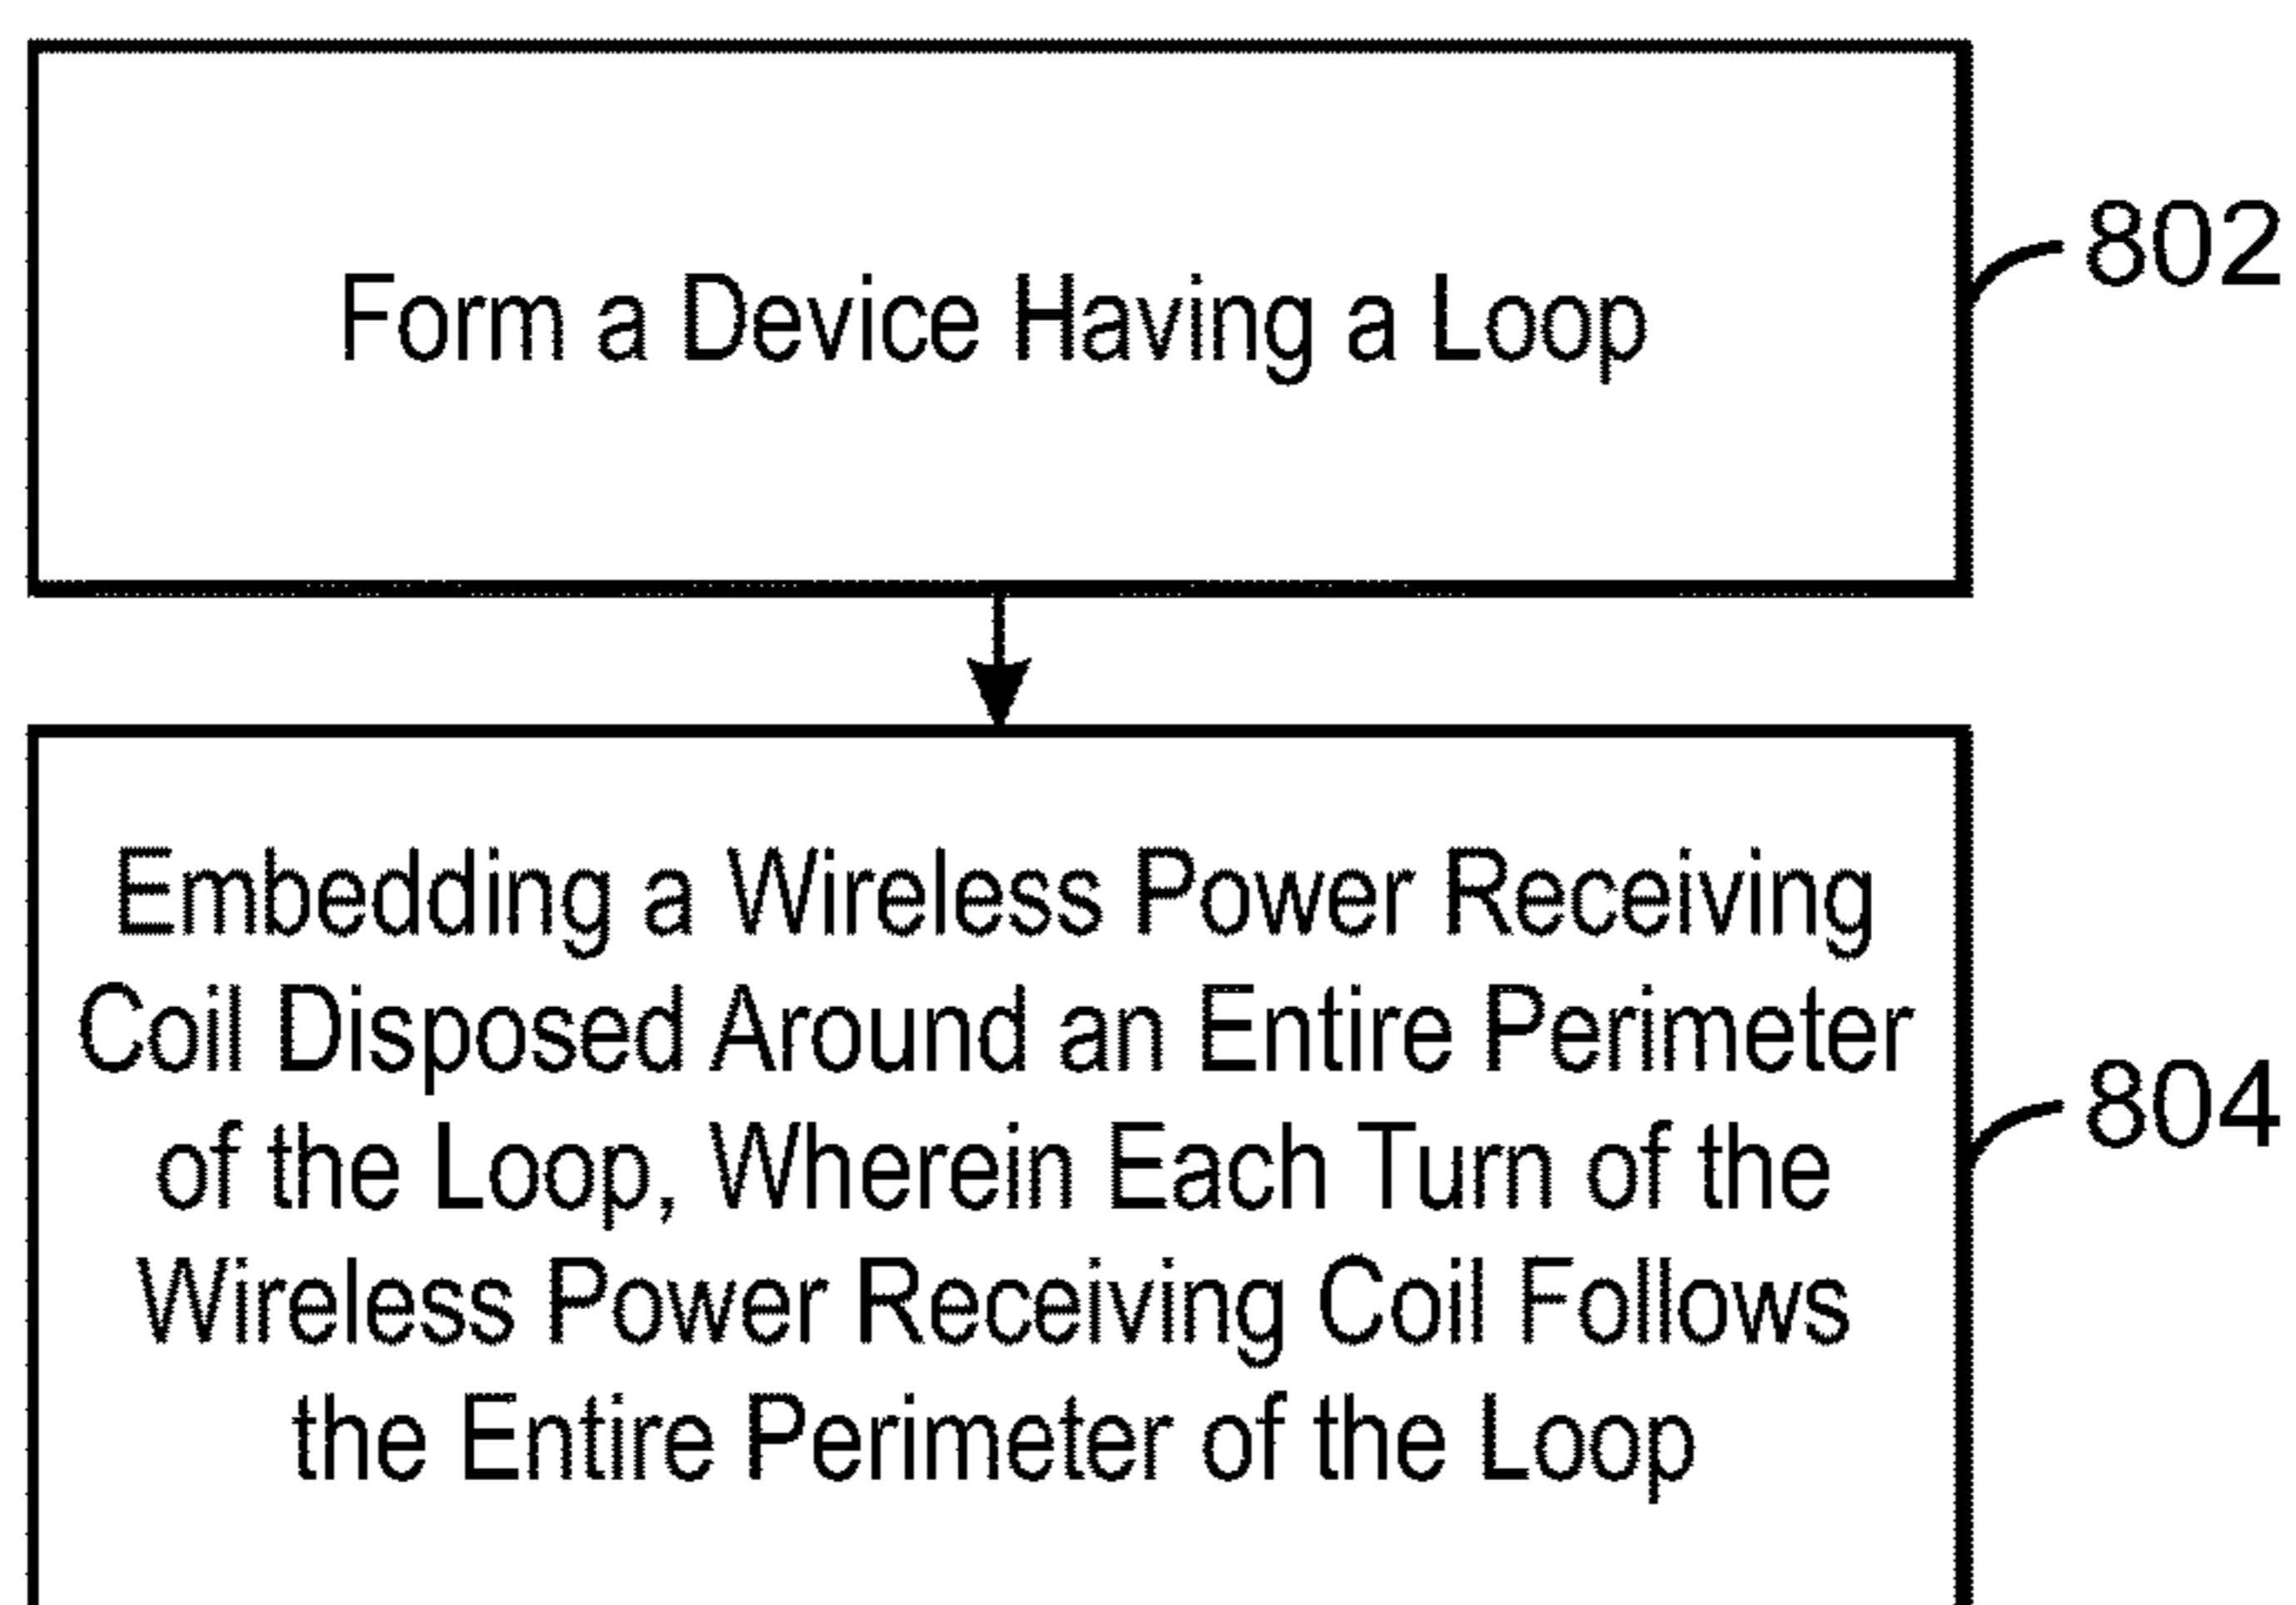 Form a Device Having a Loop
802
Embedding a Wireless Power Receiving
Coil Disposed Around an Entire Perimeter
of the Loop, Wherein Each Turn of the
Wireless Power Receiving Coil Follows
the Entire Perimeter of the Loop
804